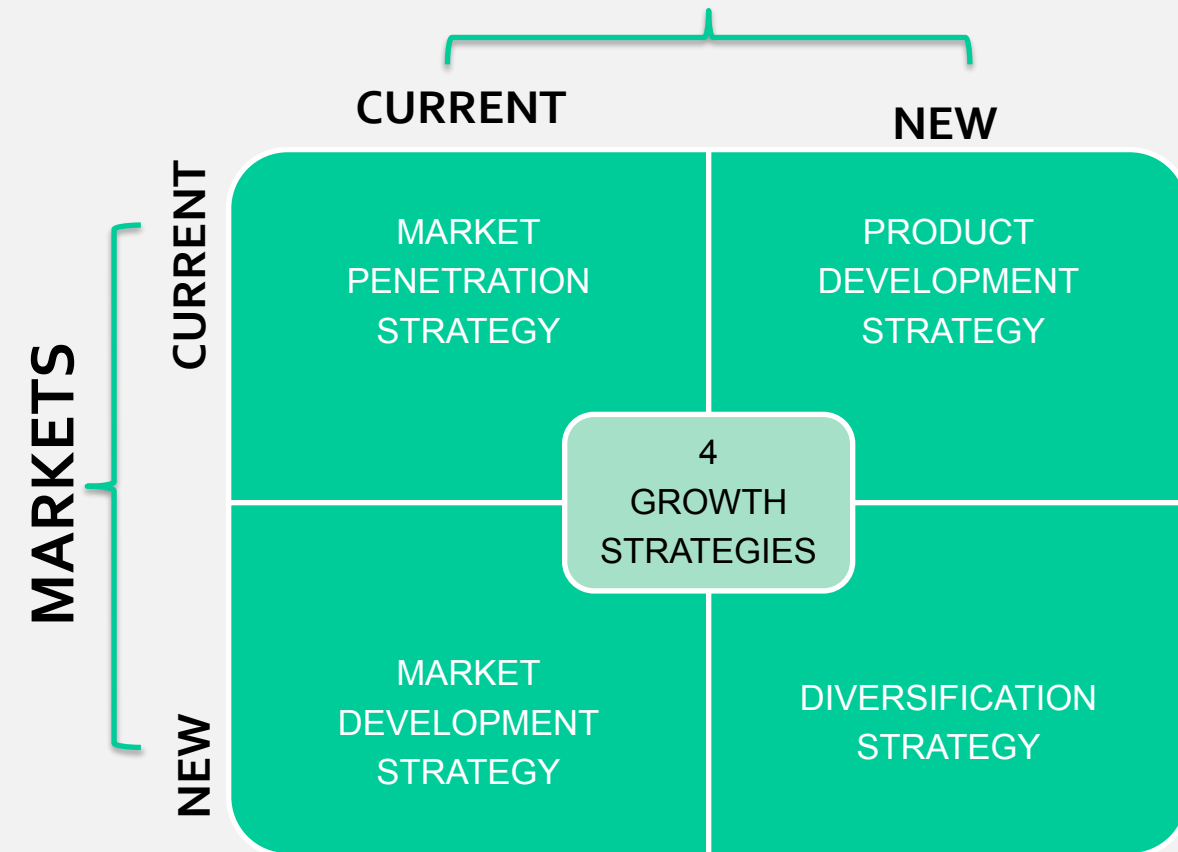 CURRENT
NEW
MARKETS
CURRENT
NEW
MARKET
PENETRATION
STRATEGY
PRODUCT
DEVELOPMENT
STRATEGY
4
GROWTH
STRATEGIES
MARKET
DEVELOPMENT
STRATEGY
DIVERSIFICATION
STRATEGY